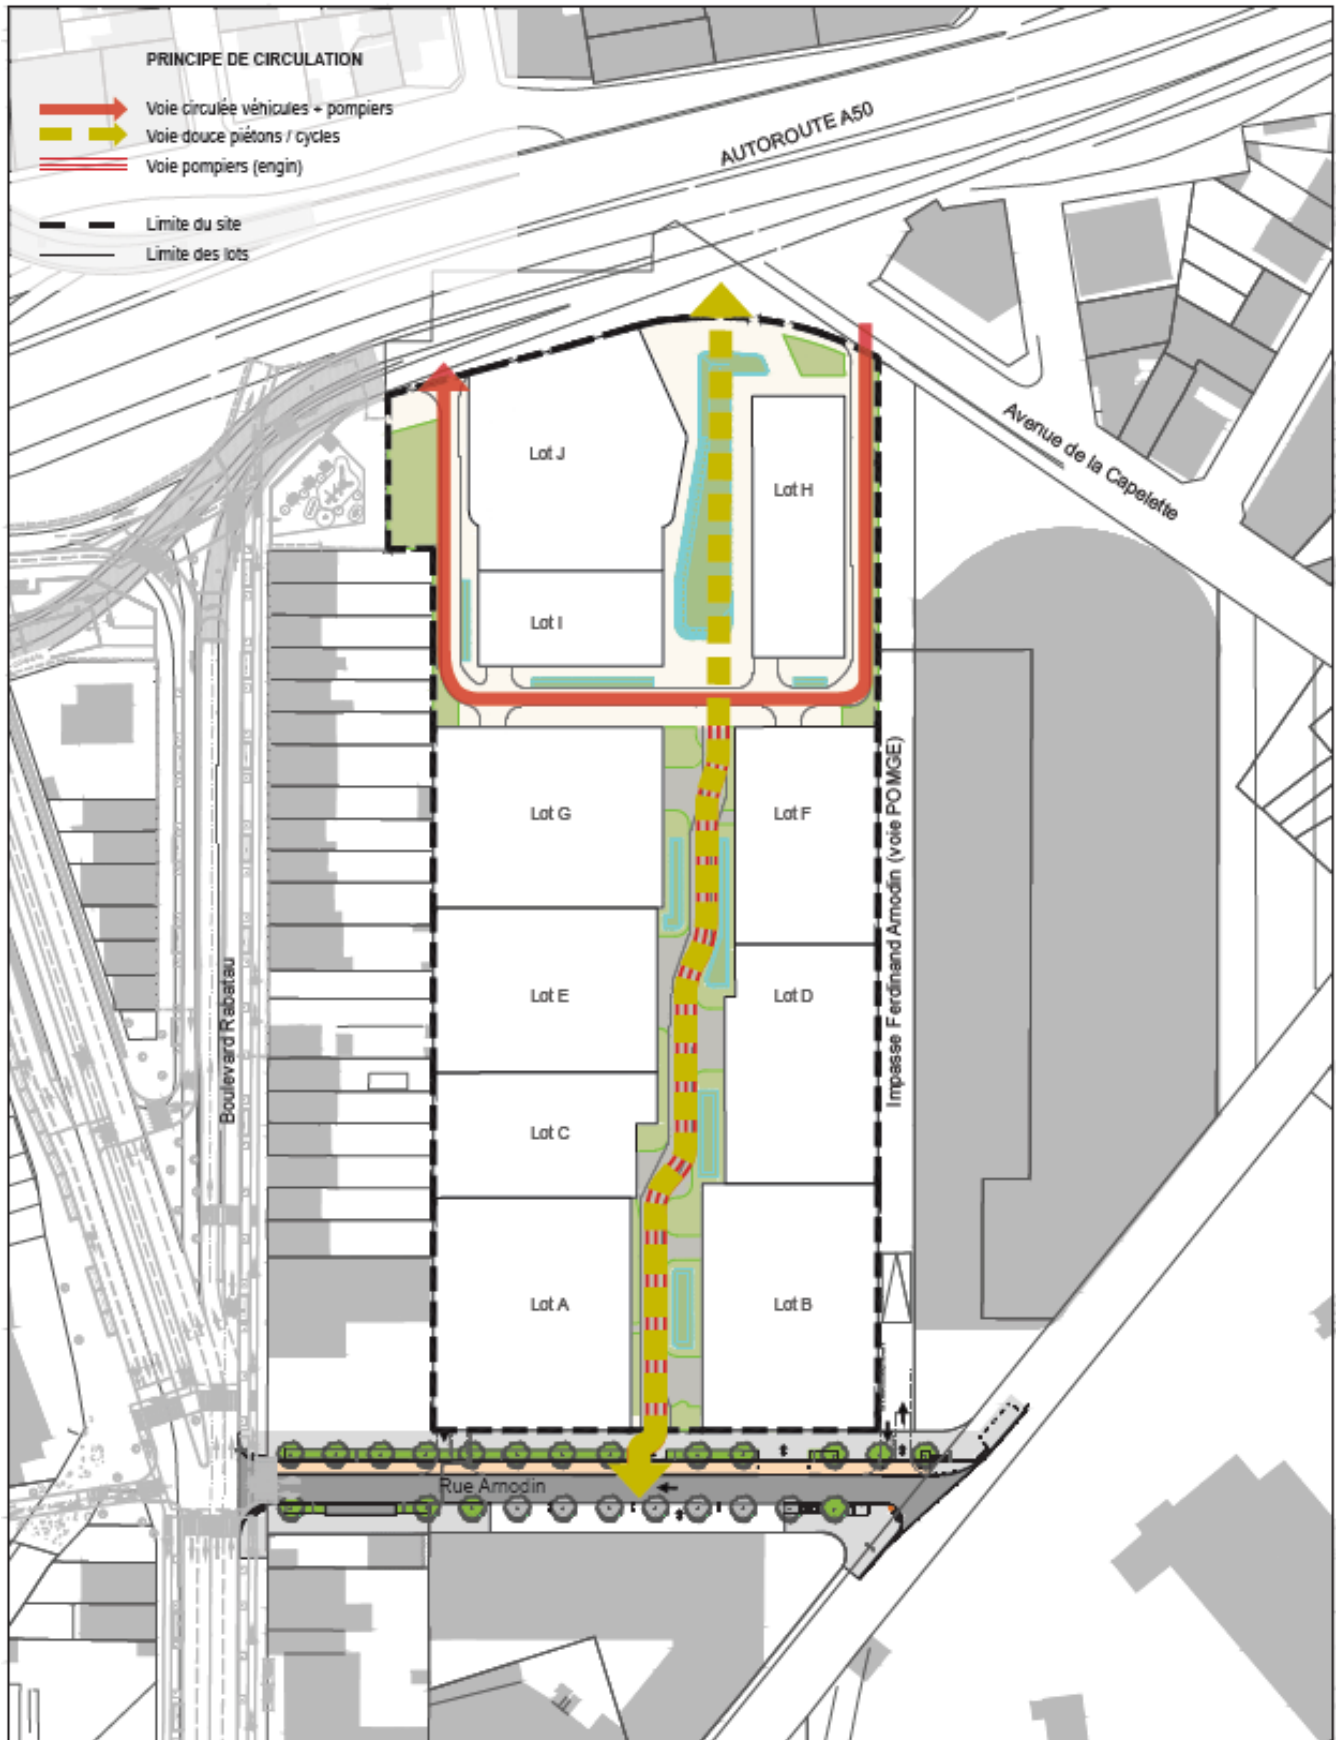 PRINCIPE DE CIRCULATION
Voie circulée véhicules + pompiers
Voie douce piétons / cycles
Voie pompiers (engin)
Limite du site
Limite des lots
AUTOROUTE A50
Avenue de la Capelette
Lot J
Lot H
Lot I
Lot G
Lot F
Impasse Ferdinand Arnodin (voie POMGE)
Lot E
Lot D
Boulevard Rabatau
Lot C
Lot A
Lot B
Rue Arnodin